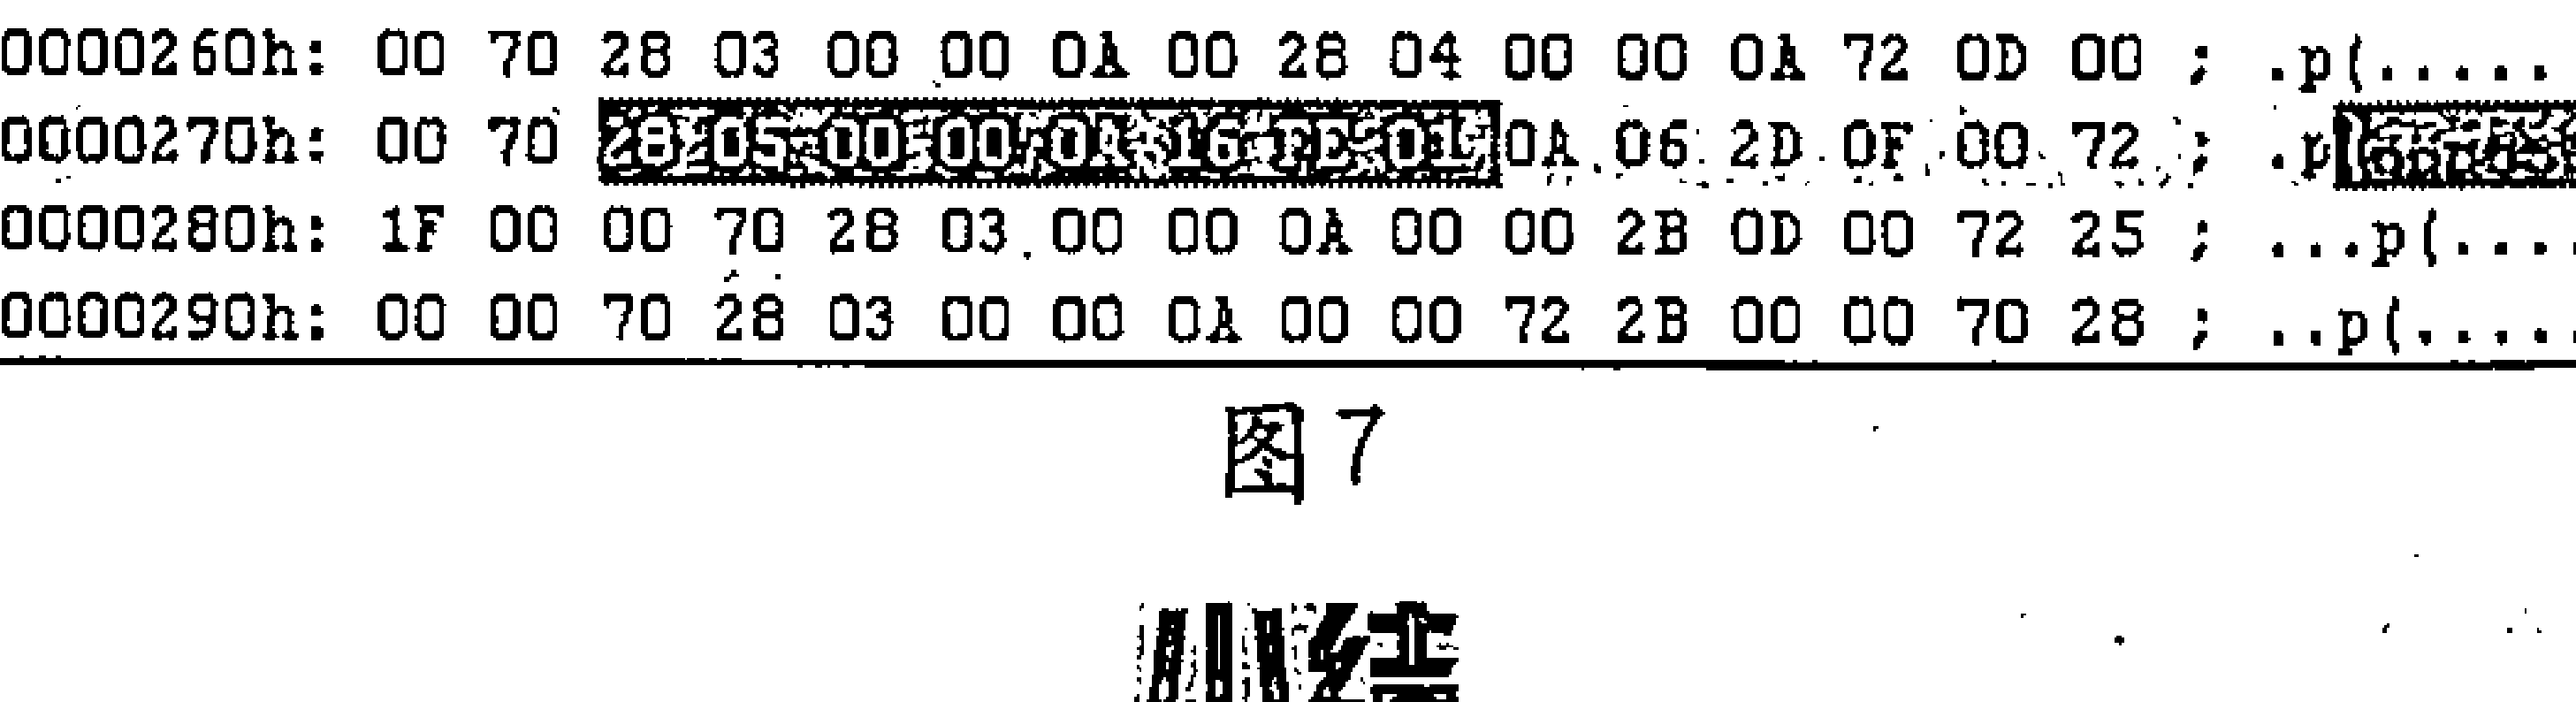 0000260h: 00 70 28 03 00 00 0A 00 28 04 00 00 0A 72 0D 00 ; .p(.....
0000270h: 00 70 28 05 00 00 0A 16 FE 01 0A 06 2D 0F 00 72 ; .p
0000280h: 1F 00 00 70 28 03 00 00 0A 00 00 2B 0D 00 72 25 ; ...p(....
0000290h: 00 00 70 28 03 00 00 0A 00 00 72 2B 00 00 70 28 ; ..p(.....
图 7
小结